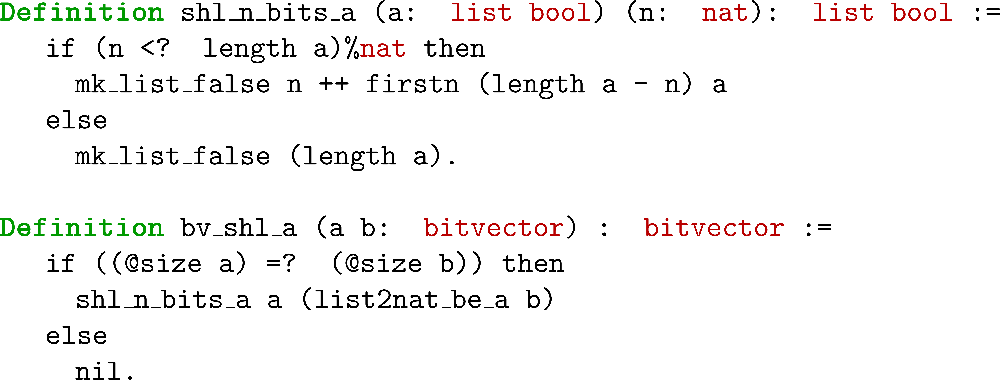 Definition shl_n_bits_a (a: list bool) (n: nat): list bool :=
if (n <? length a)%nat then
mk_list_false n ++ firstn (length a - n) a
else
mk_list_false (length a).
Definition bv_shl_a (a b: bitvector) : bitvector :=
if ((@size a) =? (@size b)) then
shl_n_bits_a a (list2nat_be_a b)
else
nil.